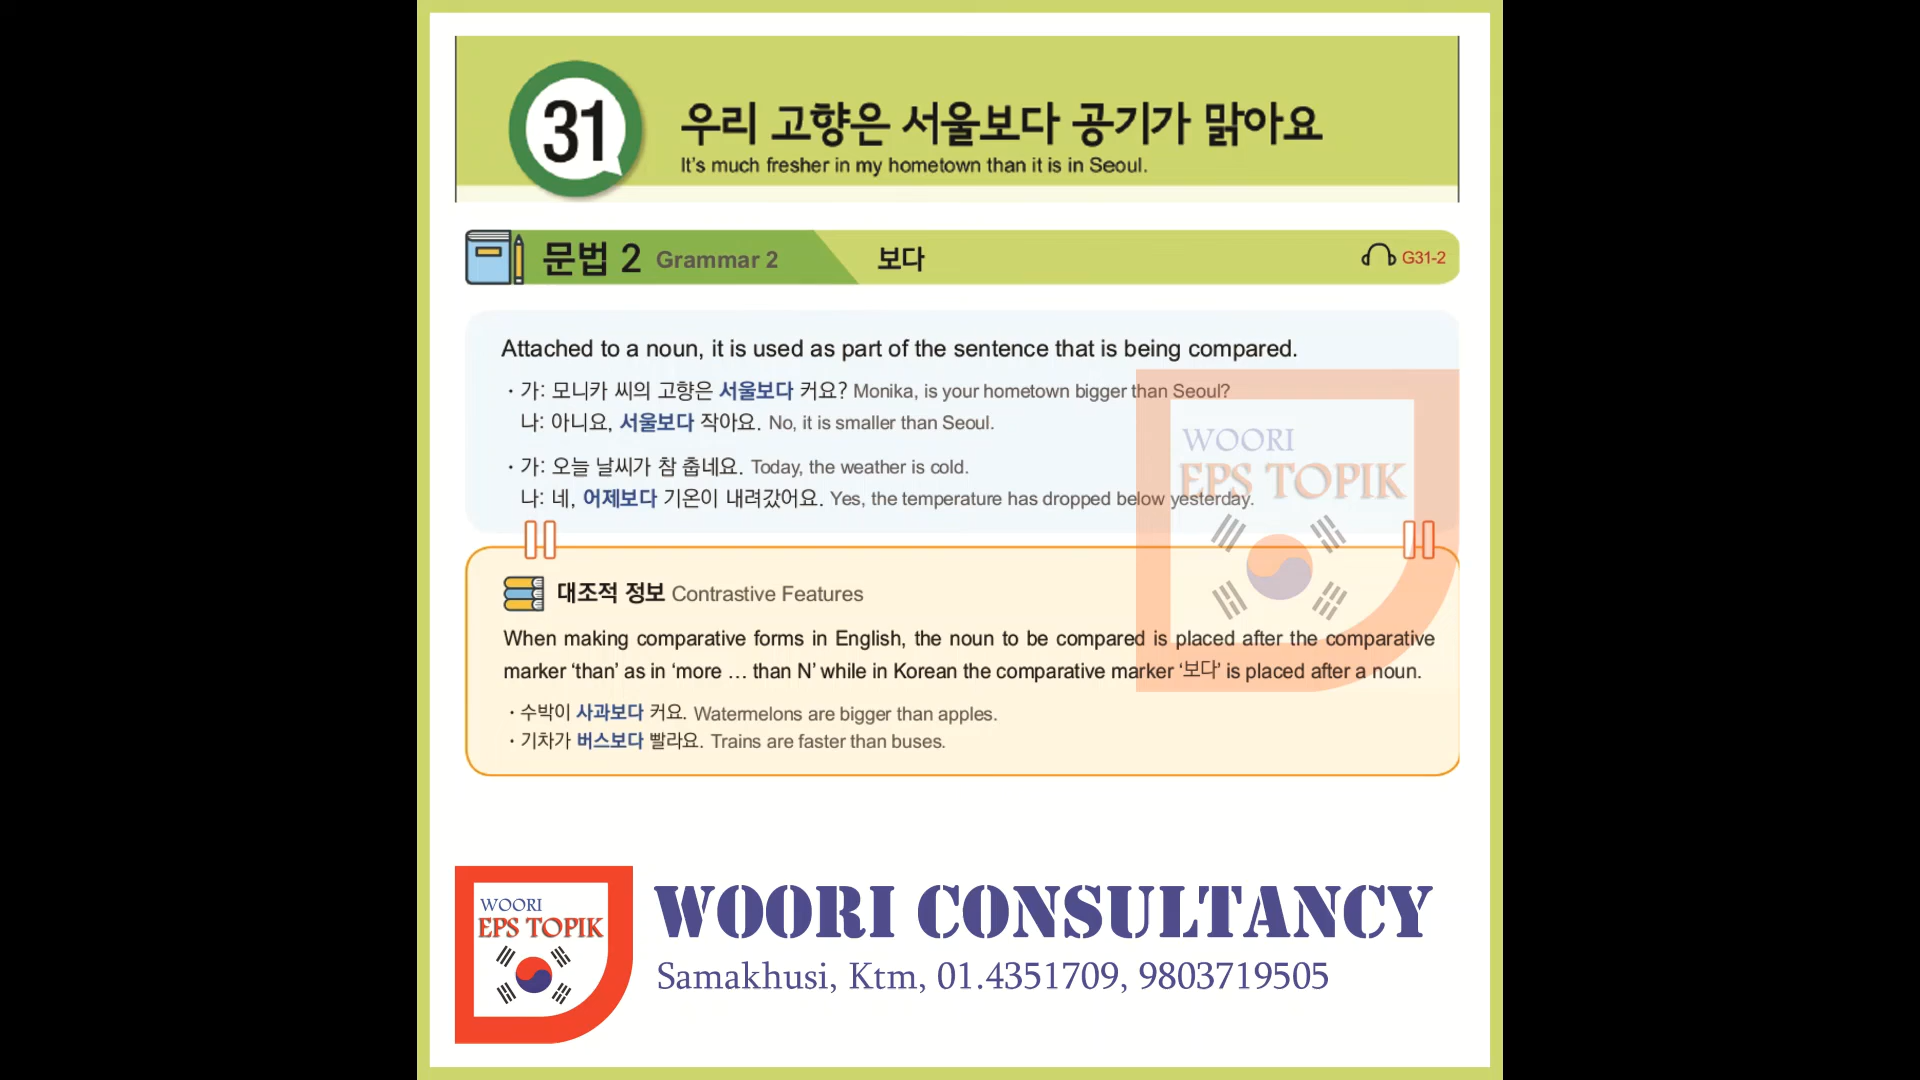 31
우리 고향은 서울보다 공기가 맑아요
It's much fresher in my hometown than it is in Seoul.
문법 2 Grammar 2 보다 G31-2
Attached to a noun, it is used as part of the sentence that is being compared.
· 가: 모니카 씨의 고향은 서울보다 커요? Monika, is your hometown bigger than Seoul?
나: 아니요, 서울보다 작아요. No, it is smaller than Seoul.
· 가: 오늘 날씨가 참 춥네요. Today, the weather is cold.
나: 네, 어제보다 기온이 내려갔어요. Yes, the temperature has dropped below yesterday.
WOORI
EPS TOPIK
대조적 정보 Contrastive Features
When making comparative forms in English, the noun to be compared is placed after the comparative
marker ‘than’ as in ‘more … than N’ while in Korean the comparative marker ‘보다’ is placed after a noun.
· 수박이 사과보다 커요. Watermelons are bigger than apples.
· 기차가 버스보다 빨라요. Trains are faster than buses.
WOORI
EPS TOPIK
WOORI CONSULTANCY
Samakhusi, Ktm, 01.4351709, 9803719505